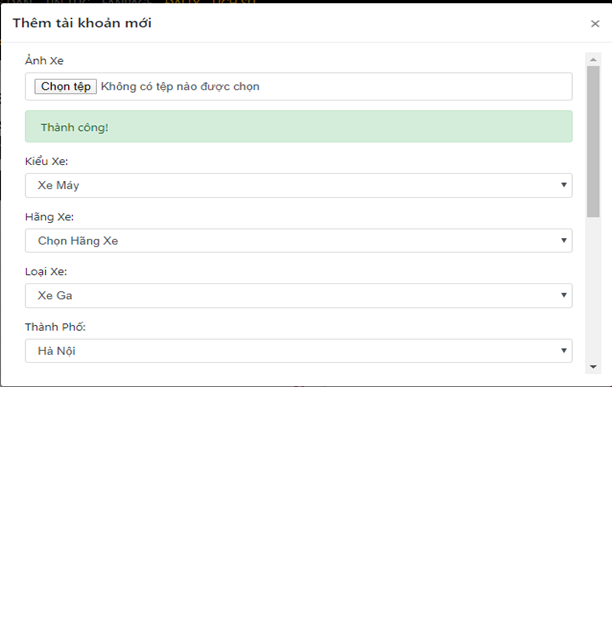 Thêm tài khoản mới ×
Ảnh Xe
Chọn tệp Không có tệp nào được chọn
Thành công!
Kiểu Xe:
Xe Máy
Hãng Xe:
Chọn Hãng Xe
Loại Xe:
Xe Ga
Thành Phố:
Hà Nội